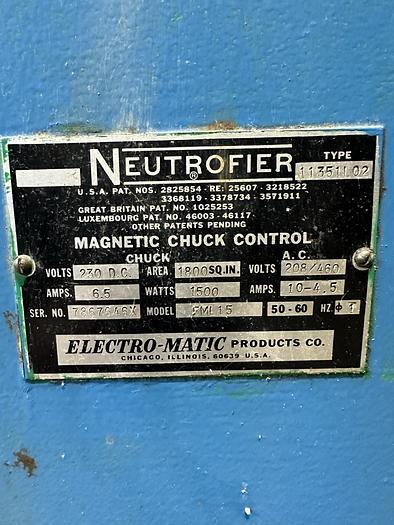 NEUTROFIER ® TYPE 11351102
U.S.A. PAT. NOS. 2825854 - RE: 25607 - 3218522
3368119 - 3378734 - 3571911
GREAT BRITAIN PAT. NO. 1025253
LUXEMBOURG PAT NO. 46003 - 46117
OTHER PATENTS PENDING
MAGNETIC CHUCK CONTROL
CHUCK A.C.
VOLTS 230 D.C. AREA 1800 SQ.IN. VOLTS 208/460
AMPS. 6.5 WATTS 1500 AMPS. 10-4.5
SER. NO. MODEL 50-60 HZ. Φ 1
ELECTRO-MATIC PRODUCTS CO.
CHICAGO, ILLINOIS, 60639 U.S.A.